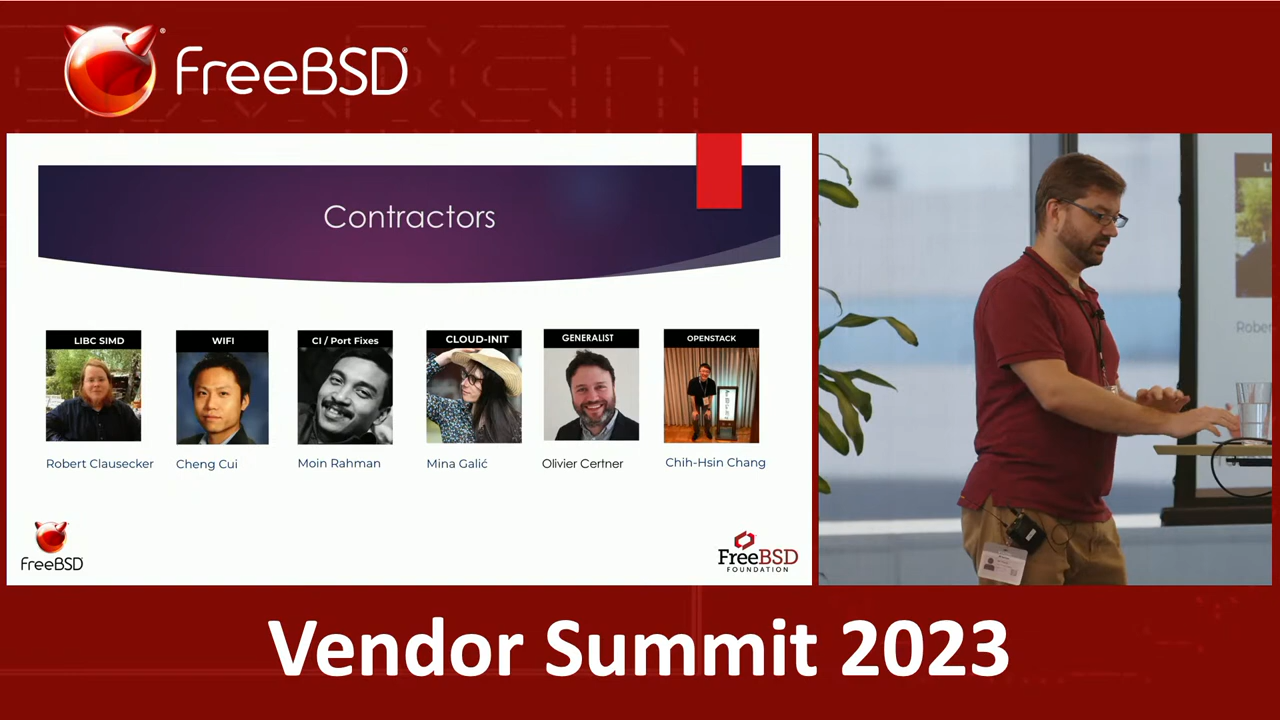 FreeBSD®
Contractors
LIBC SIMD
WIFI
CI / Port Fixes
CLOUD-INIT
GENERALIST
OPENSTACK
Robert Clausecker
Cheng Cui
Moin Rahman
Mina Galić
Olivier Certner
Chih-Hsin Chang
FreeBSD
FreeBSD
FOUNDATION
Rober
Vendor Summit 2023